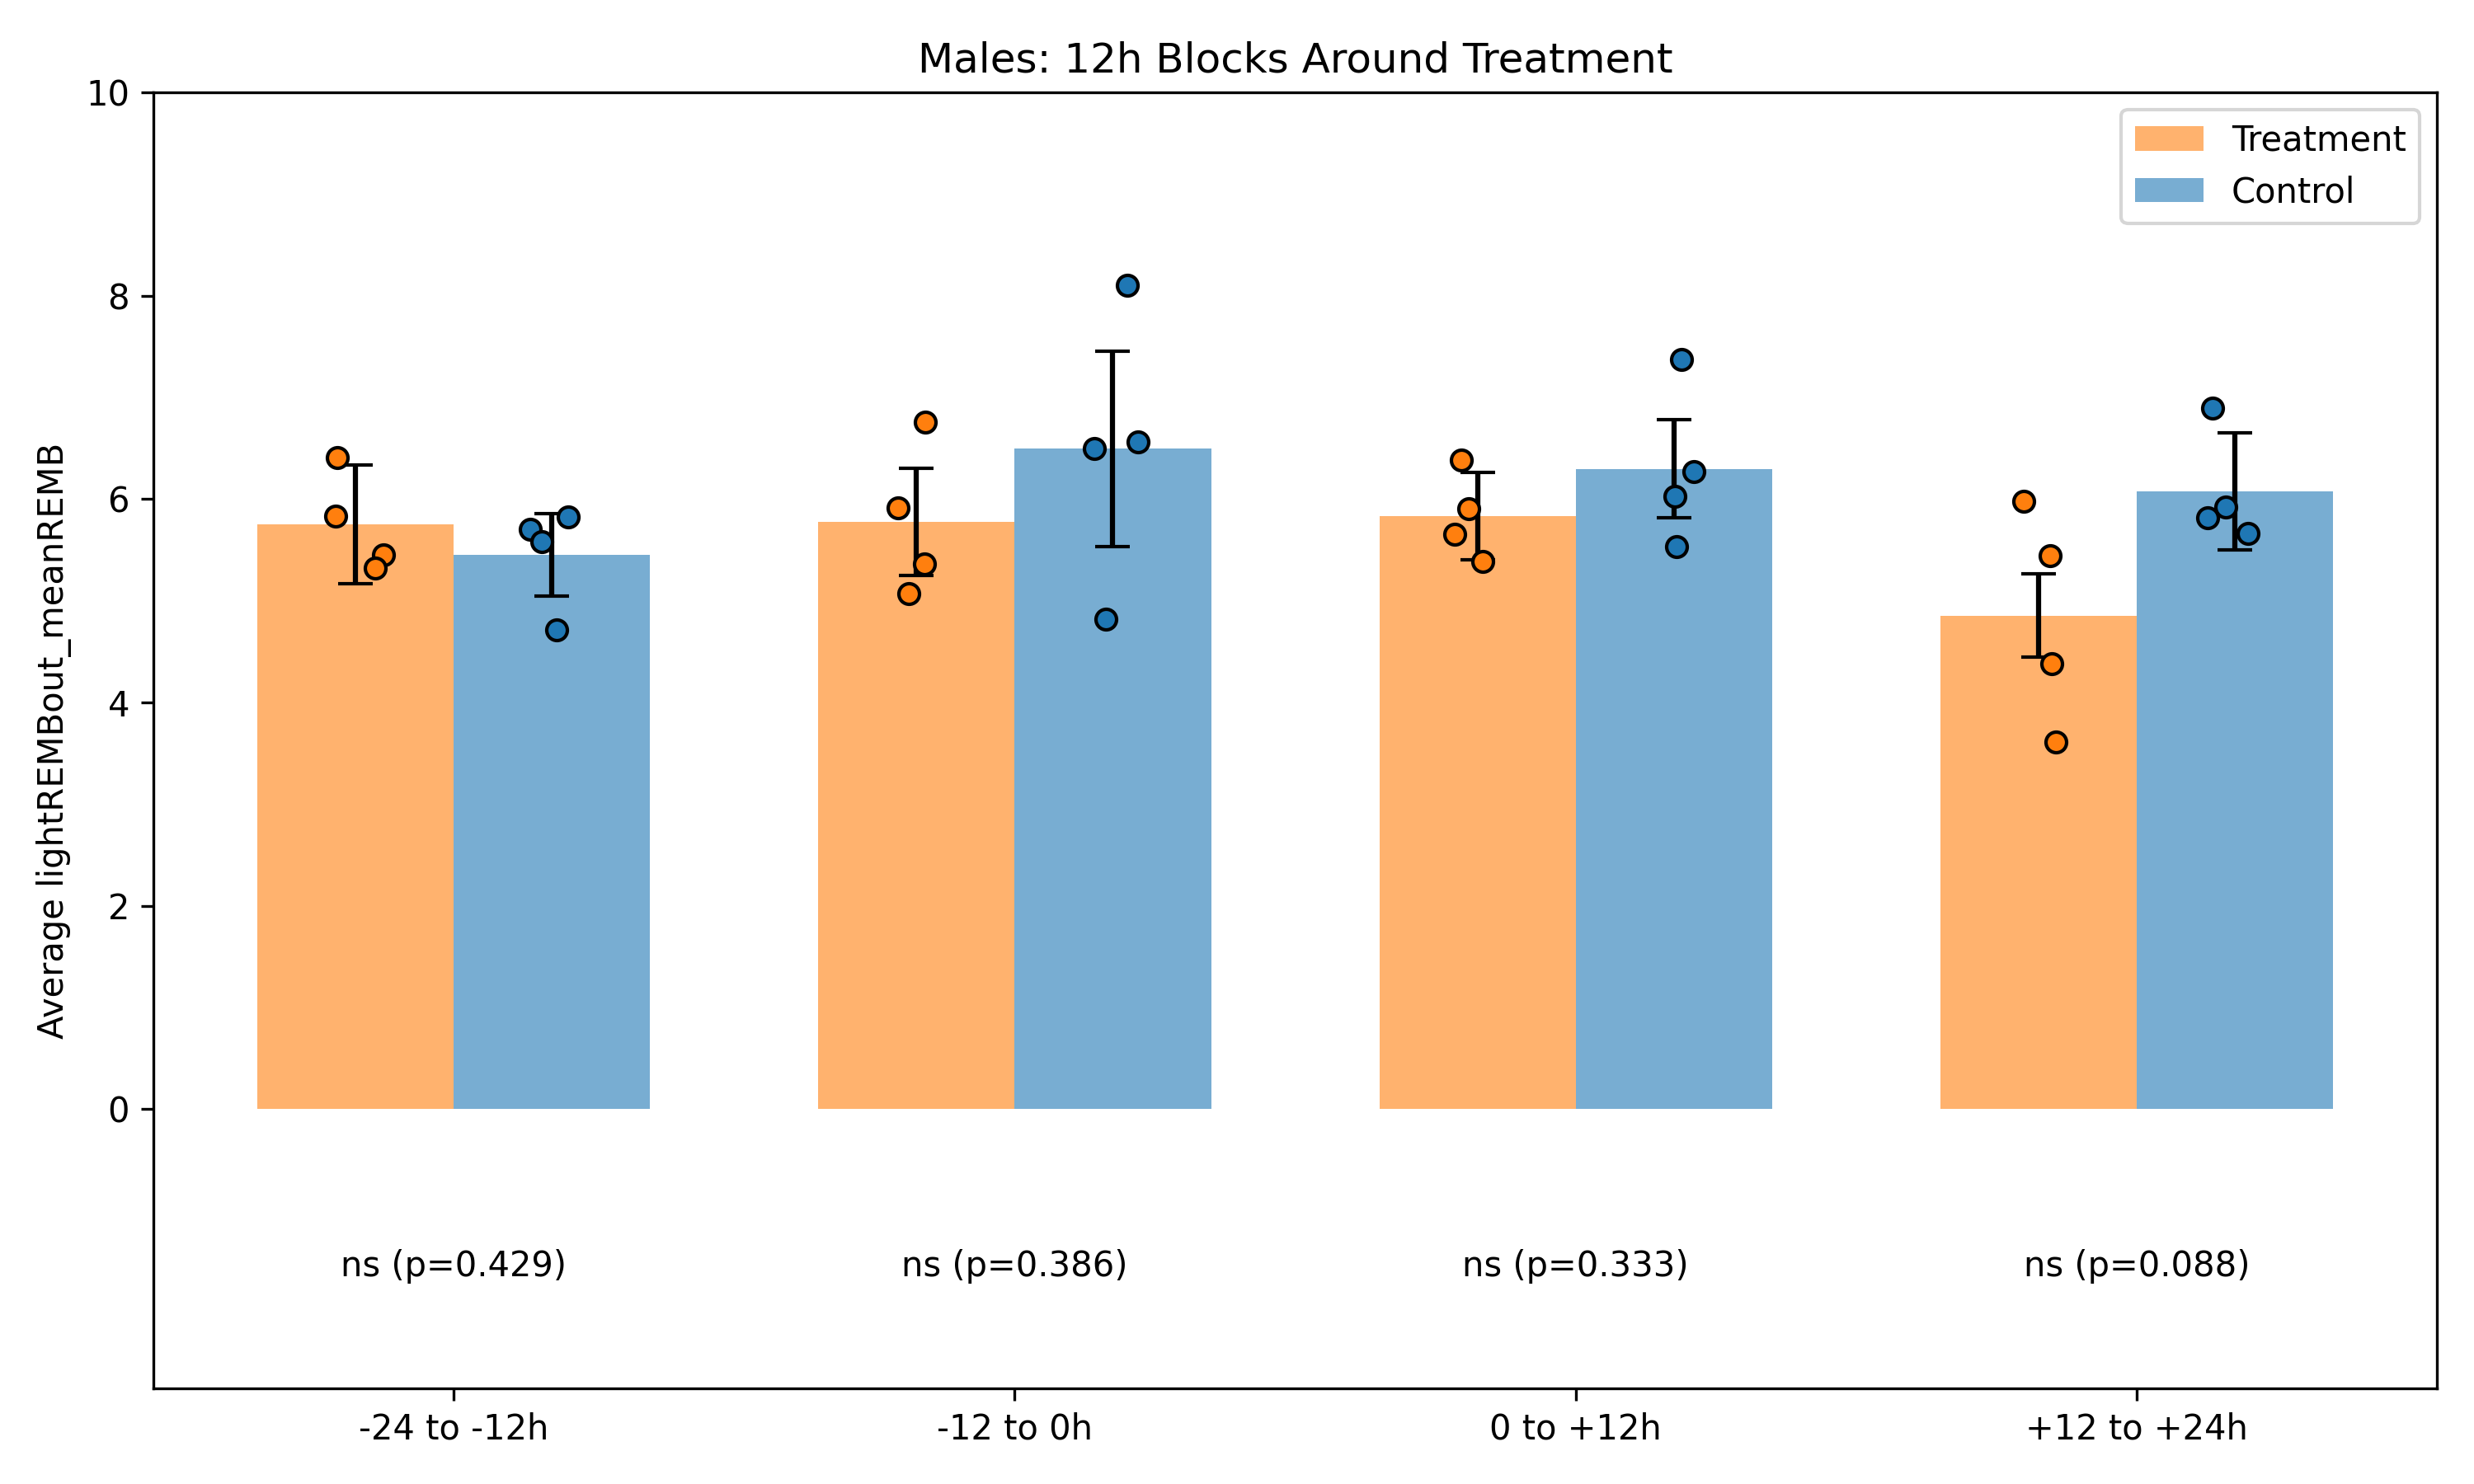 Males: 12h Blocks Around Treatment
10
8
6
4
2
0
Average lightREMBout_meanREMB
Treatment
Control
ns (p=0.429)
ns (p=0.386)
ns (p=0.333)
ns (p=0.088)
-24 to -12h
-12 to 0h
0 to +12h
+12 to +24h